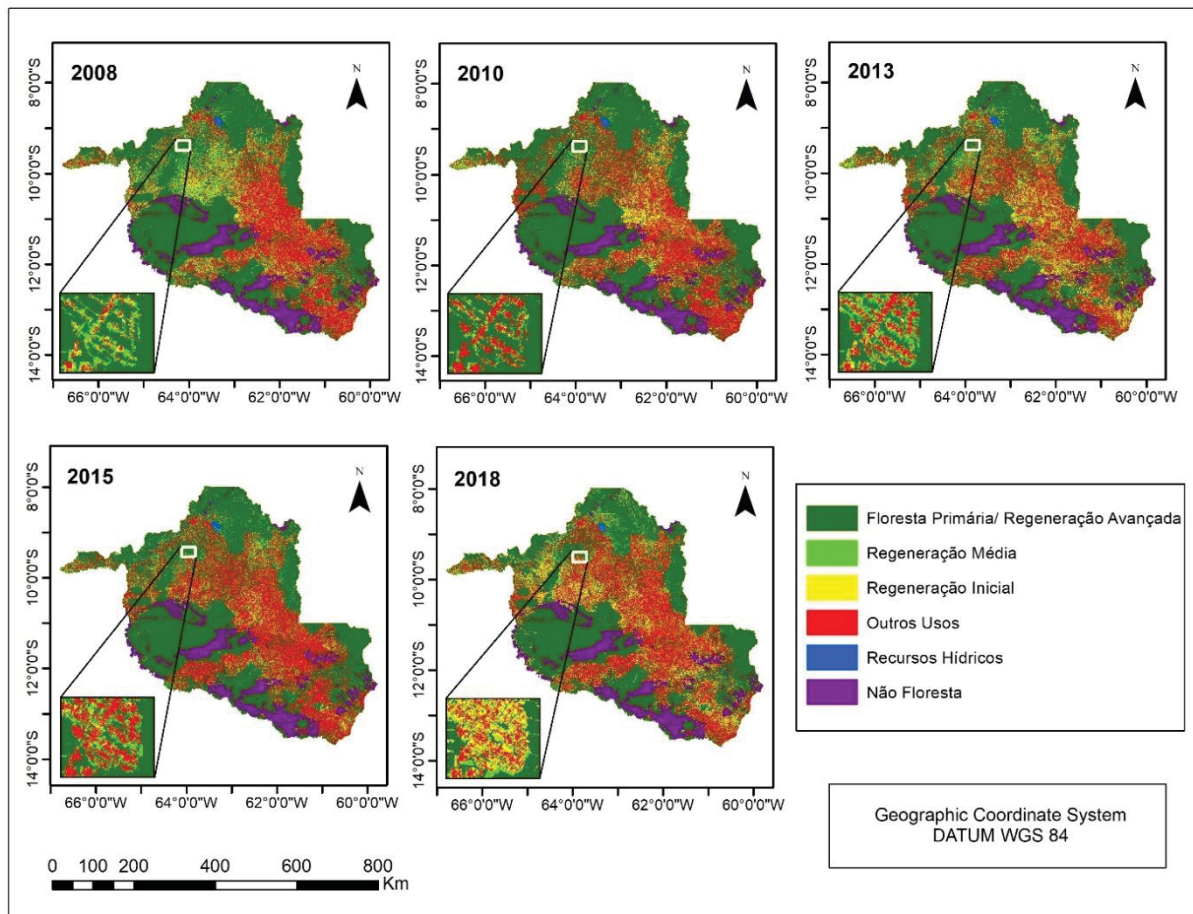 2008
N
8°0'0"S
10°0'0"S
12°0'0"S
14°0'0"S
66°0'0"W 64°0'0"W 62°0'0"W 60°0'0"W
2010
N
8°0'0"S
10°0'0"S
12°0'0"S
14°0'0"S
66°0'0"W 64°0'0"W 62°0'0"W 60°0'0"W
2013
N
8°0'0"S
10°0'0"S
12°0'0"S
14°0'0"S
66°0'0"W 64°0'0"W 62°0'0"W 60°0'0"W
2015
N
8°0'0"S
10°0'0"S
12°0'0"S
14°0'0"S
66°0'0"W 64°0'0"W 62°0'0"W 60°0'0"W
2018
N
8°0'0"S
10°0'0"S
12°0'0"S
14°0'0"S
66°0'0"W 64°0'0"W 62°0'0"W 60°0'0"W
Floresta Primária/ Regeneração Avançada
Regeneração Média
Regeneração Inicial
Outros Usos
Recursos Hídricos
Não Floresta
Geographic Coordinate System
DATUM WGS 84
0 100 200 400 600 800
Km